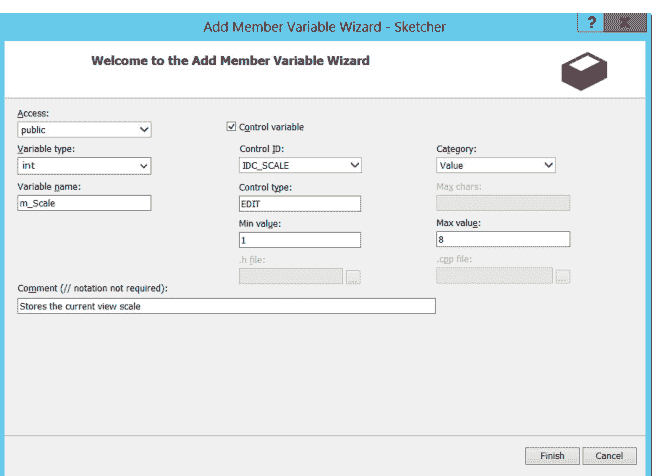 Add Member Variable Wizard - Sketcher
?
Welcome to the Add Member Variable Wizard
Access:
public
Control variable
Variable type:
int
Control ID:
IDC_SCALE
Category:
Value
Variable name:
m_Scale
Control type:
EDIT
Max chars:
Min value:
1
Max value:
8
.h file:
...
.cpp file:
...
Comment (// notation not required):
Stores the current view scale
Finish
Cancel